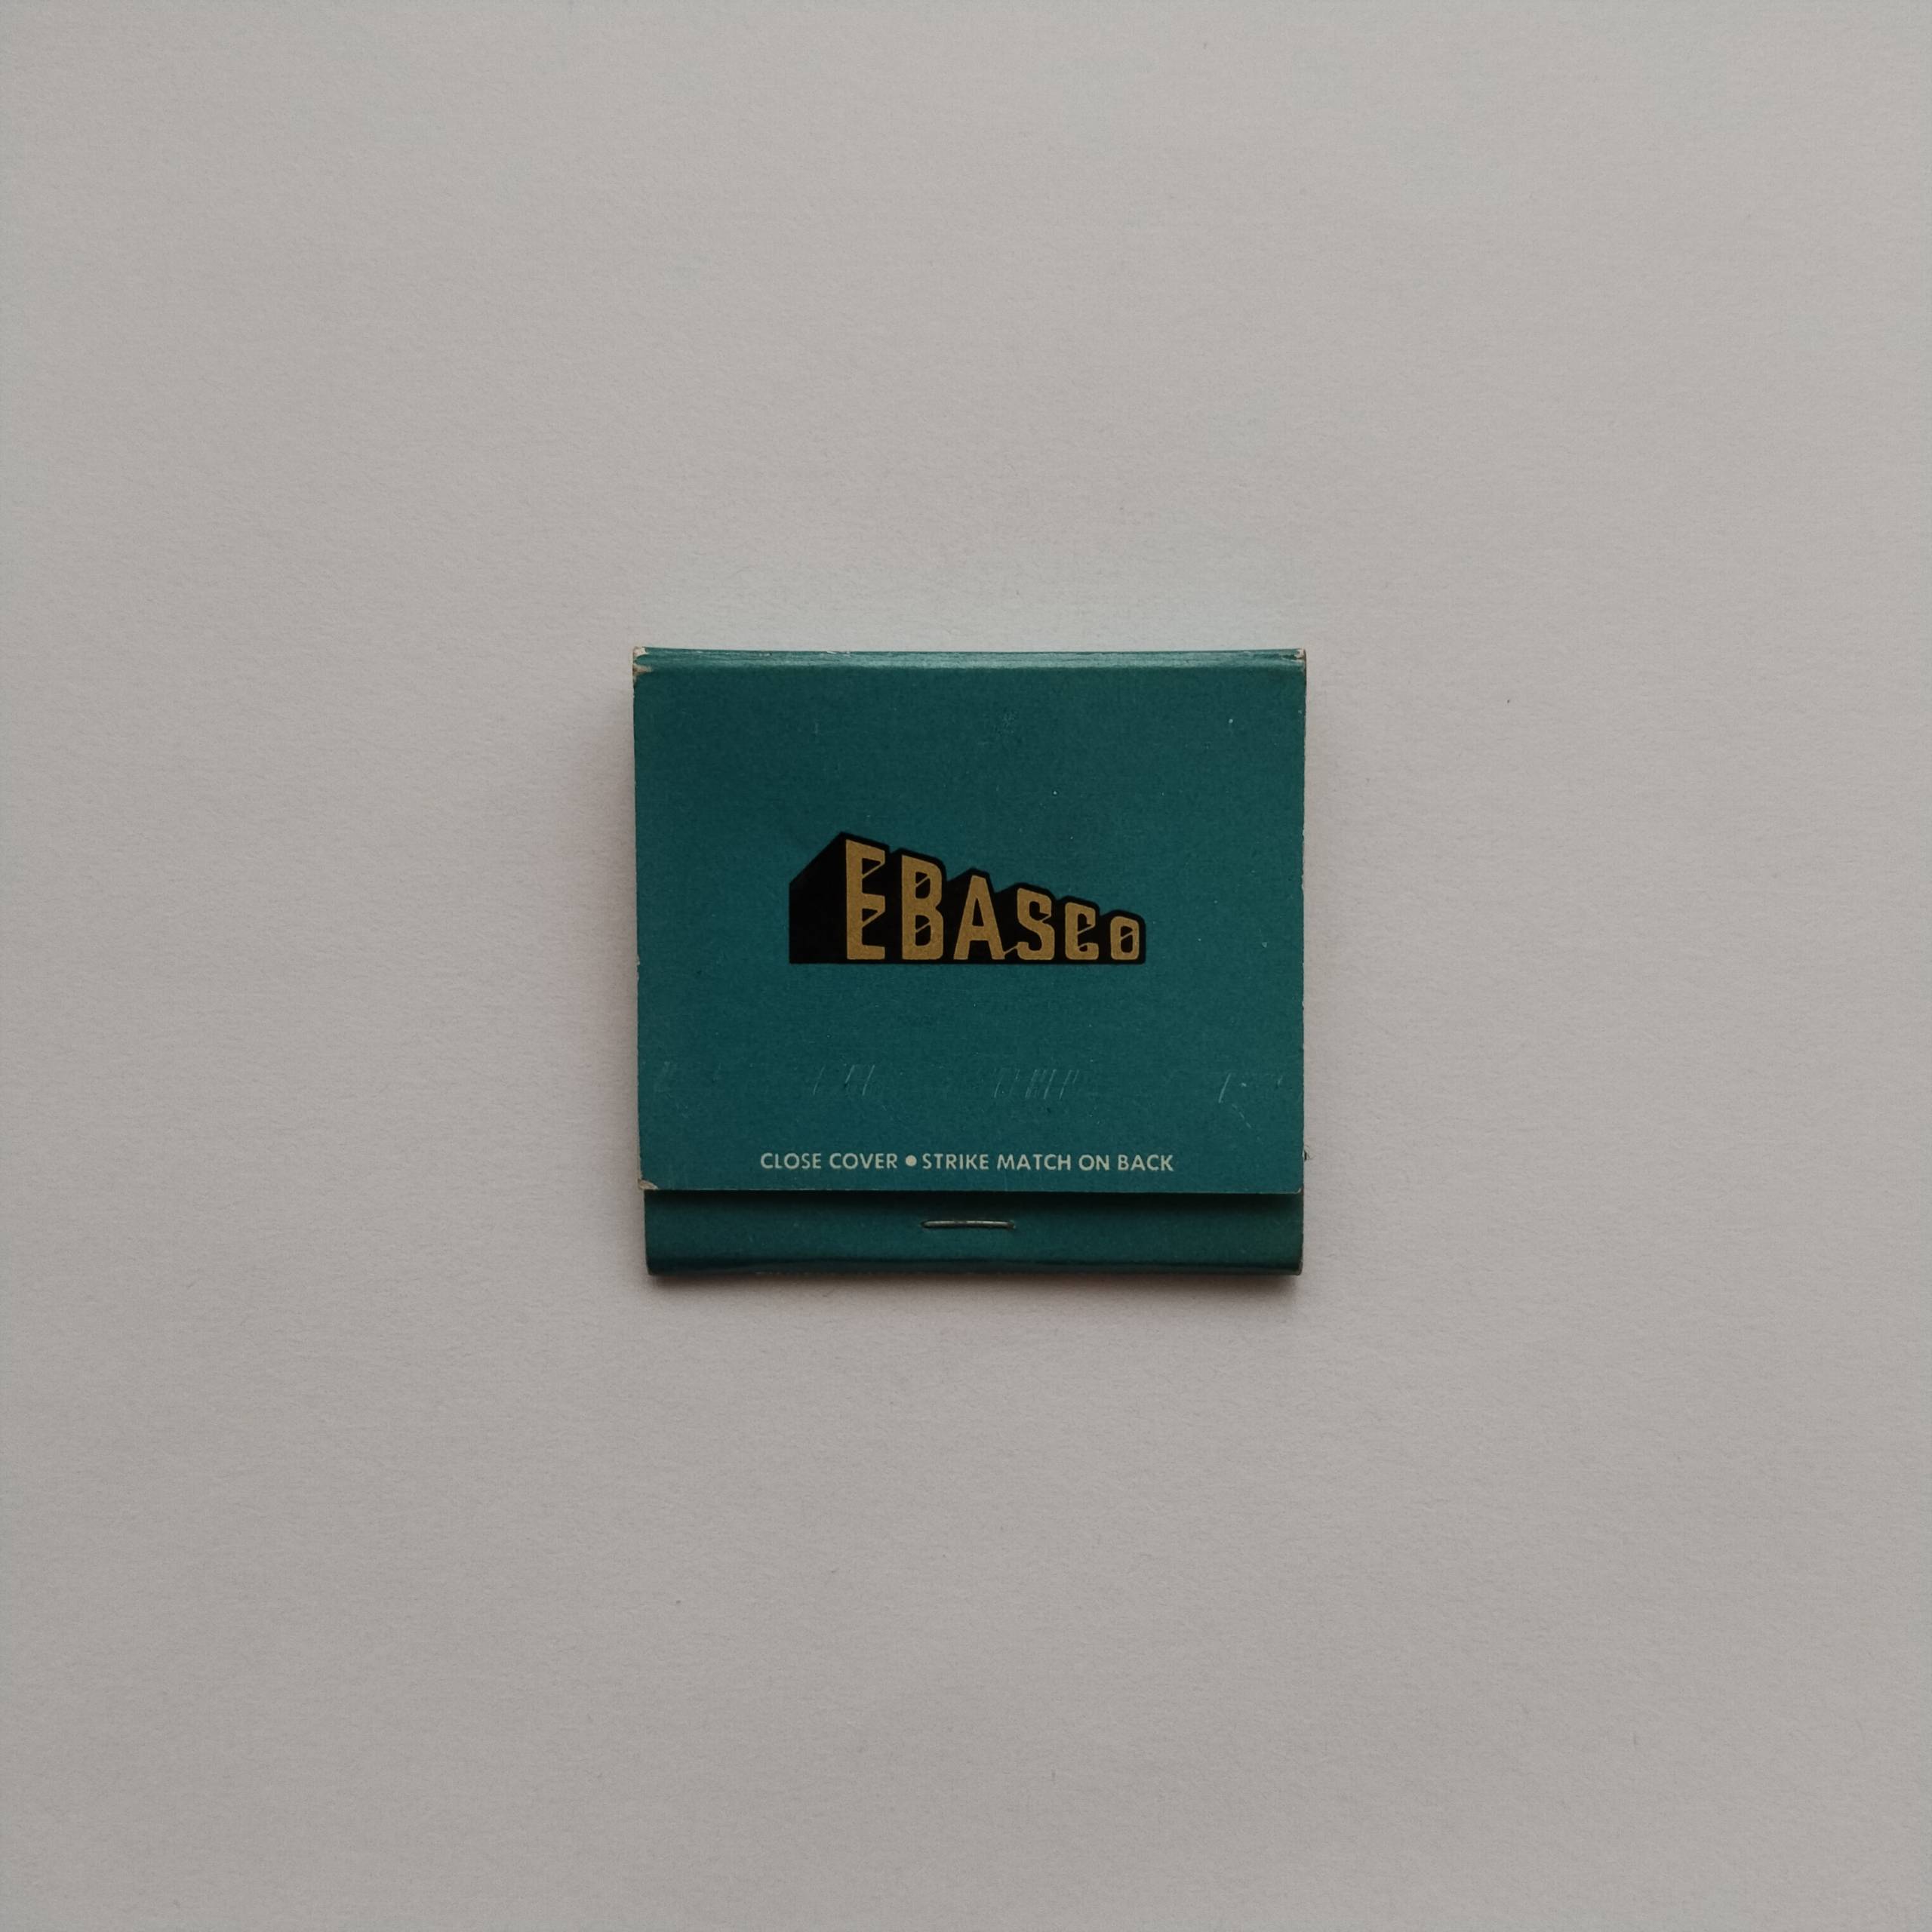 EBASCO
CLOSE COVER • STRIKE MATCH ON BACK